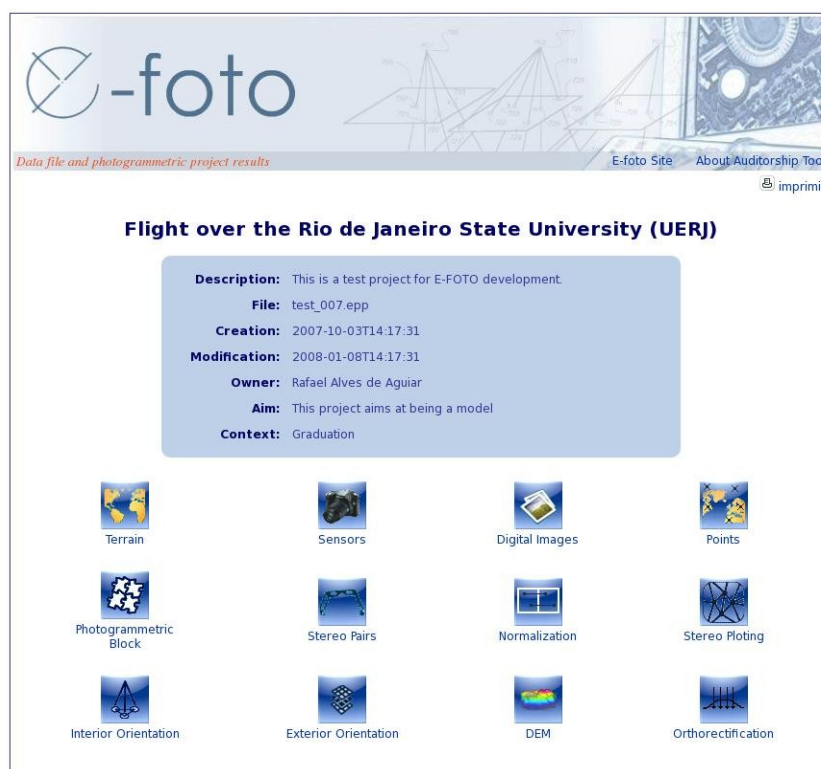 e-foto
Data file and photogrammetric project results
E-foto Site About Auditorship Too
imprimi
Flight over the Rio de Janeiro State University (UERJ)
Description: This is a test project for E-FOTO development.
File: test_007.epp
Creation: 2007-10-03T14:17:31
Modification: 2008-01-08T14:17:31
Owner: Rafael Alves de Aguiar
Aim: This project aims at being a model
Context: Graduation
Terrain Sensors Digital Images Points
Photogrammetric
Block
Stereo Pairs Normalization Stereo Ploting
Interior Orientation Exterior Orientation DEM Orthorectification